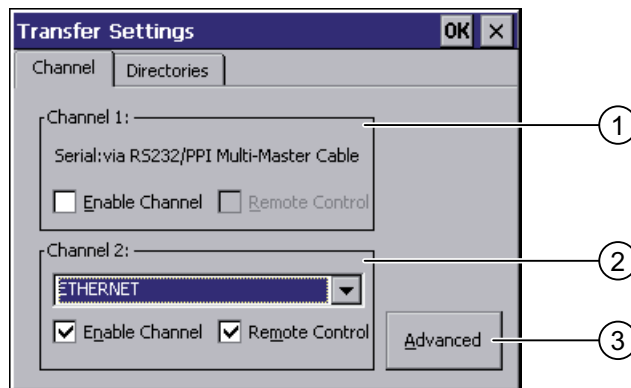 Transfer Settings OK ×
Channel Directories
Channel 1:
Serial:via RS232/PPI Multi-Master Cable
Enable Channel Remote Control
Channel 2:
ETHERNET
Enable Channel Remote Control
Advanced
1
2
3